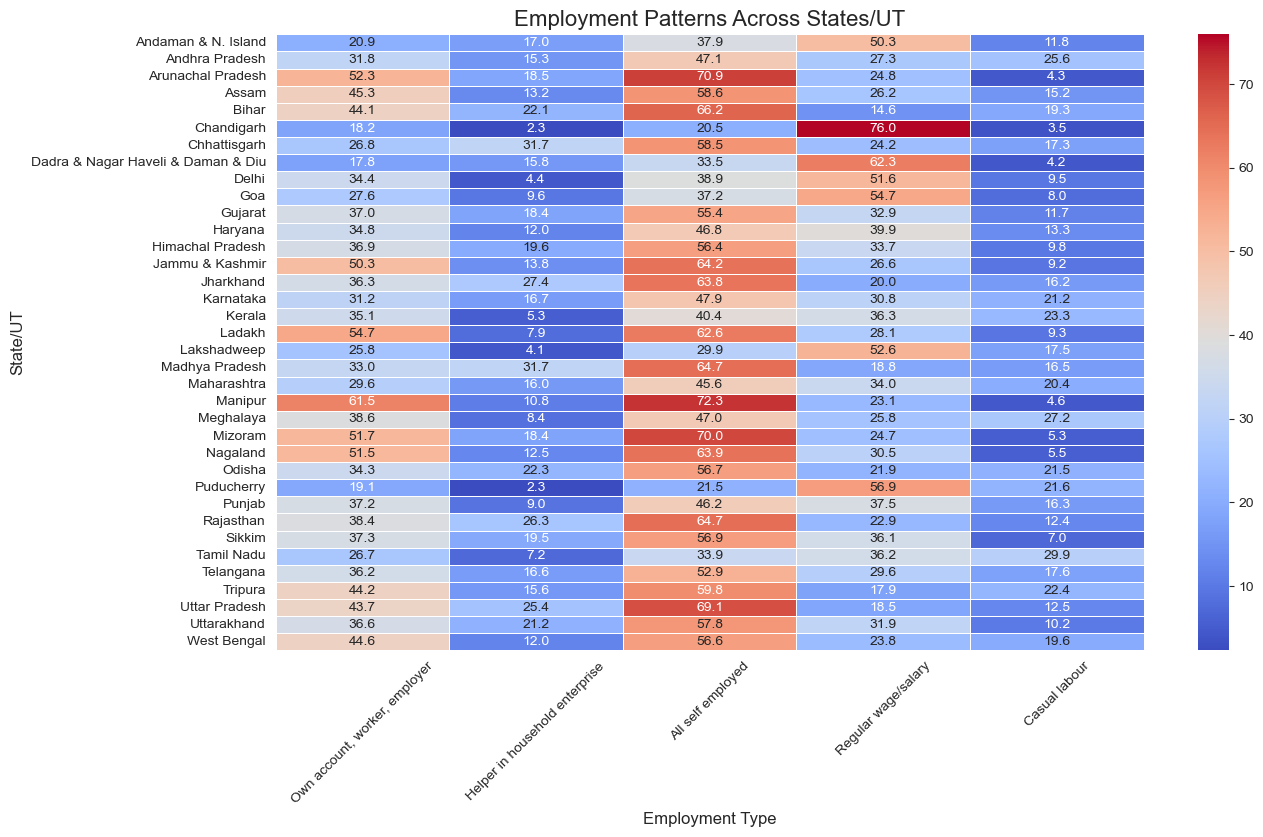 Employment Patterns Across States/UT
Andaman & N. Island 20.9 17.0 37.9 50.3 11.8
Andhra Pradesh 31.8 15.3 47.1 27.3 25.6
Arunachal Pradesh 52.3 18.5 70.9 24.8 4.3
Assam 45.3 13.2 58.6 26.2 15.2
Bihar 44.1 22.1 66.2 14.6 19.3
Chandigarh 18.2 2.3 20.5 76.0 3.5
Chhattisgarh 26.8 31.7 58.5 24.2 17.3
Dadra & Nagar Haveli & Daman & Diu 17.8 15.8 33.5 62.3 4.2
Delhi 34.4 4.4 38.9 51.6 9.5
Goa 27.6 9.6 37.2 54.7 8.0
Gujarat 37.0 18.4 55.4 32.9 11.7
Haryana 34.8 12.0 46.8 39.9 13.3
Himachal Pradesh 36.9 19.6 56.4 33.7 9.8
Jammu & Kashmir 50.3 13.8 64.2 26.6 9.2
Jharkhand 36.3 27.4 63.8 20.0 16.2
Karnataka 31.2 16.7 47.9 30.8 21.2
Kerala 35.1 5.3 40.4 36.3 23.3
Ladakh 54.7 7.9 62.6 28.1 9.3
Lakshadweep 25.8 4.1 29.9 52.6 17.5
Madhya Pradesh 33.0 31.7 64.7 18.8 16.5
Maharashtra 29.6 16.0 45.6 34.0 20.4
Manipur 61.5 10.8 72.3 23.1 4.6
Meghalaya 38.6 8.4 47.0 25.8 27.2
Mizoram 51.7 18.4 70.0 24.7 5.3
Nagaland 51.5 12.5 63.9 30.5 5.5
Odisha 34.3 22.3 56.7 21.9 21.5
Puducherry 19.1 2.3 21.5 56.9 21.6
Punjab 37.2 9.0 46.2 37.5 16.3
Rajasthan 38.4 26.3 64.7 22.9 12.4
Sikkim 37.3 19.5 56.9 36.1 7.0
Tamil Nadu 26.7 7.2 33.9 36.2 29.9
Telangana 36.2 16.6 52.9 29.6 17.6
Tripura 44.2 15.6 59.8 17.9 22.4
Uttar Pradesh 43.7 25.4 69.1 18.5 12.5
Uttarakhand 36.6 21.2 57.8 31.9 10.2
West Bengal 44.6 12.0 56.6 23.8 19.6
State/UT
Own account, worker, employer
Helper in household enterprise
All self employed
Regular wage/salary
Casual labour
Employment Type
70
60
50
40
30
20
10